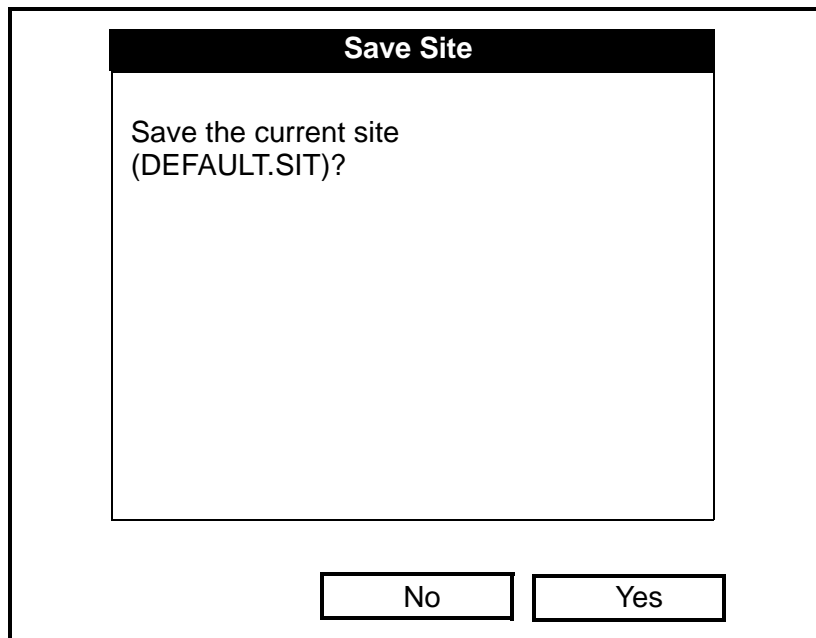 Save Site
Save the current site
(DEFAULT.SIT)?
No
Yes